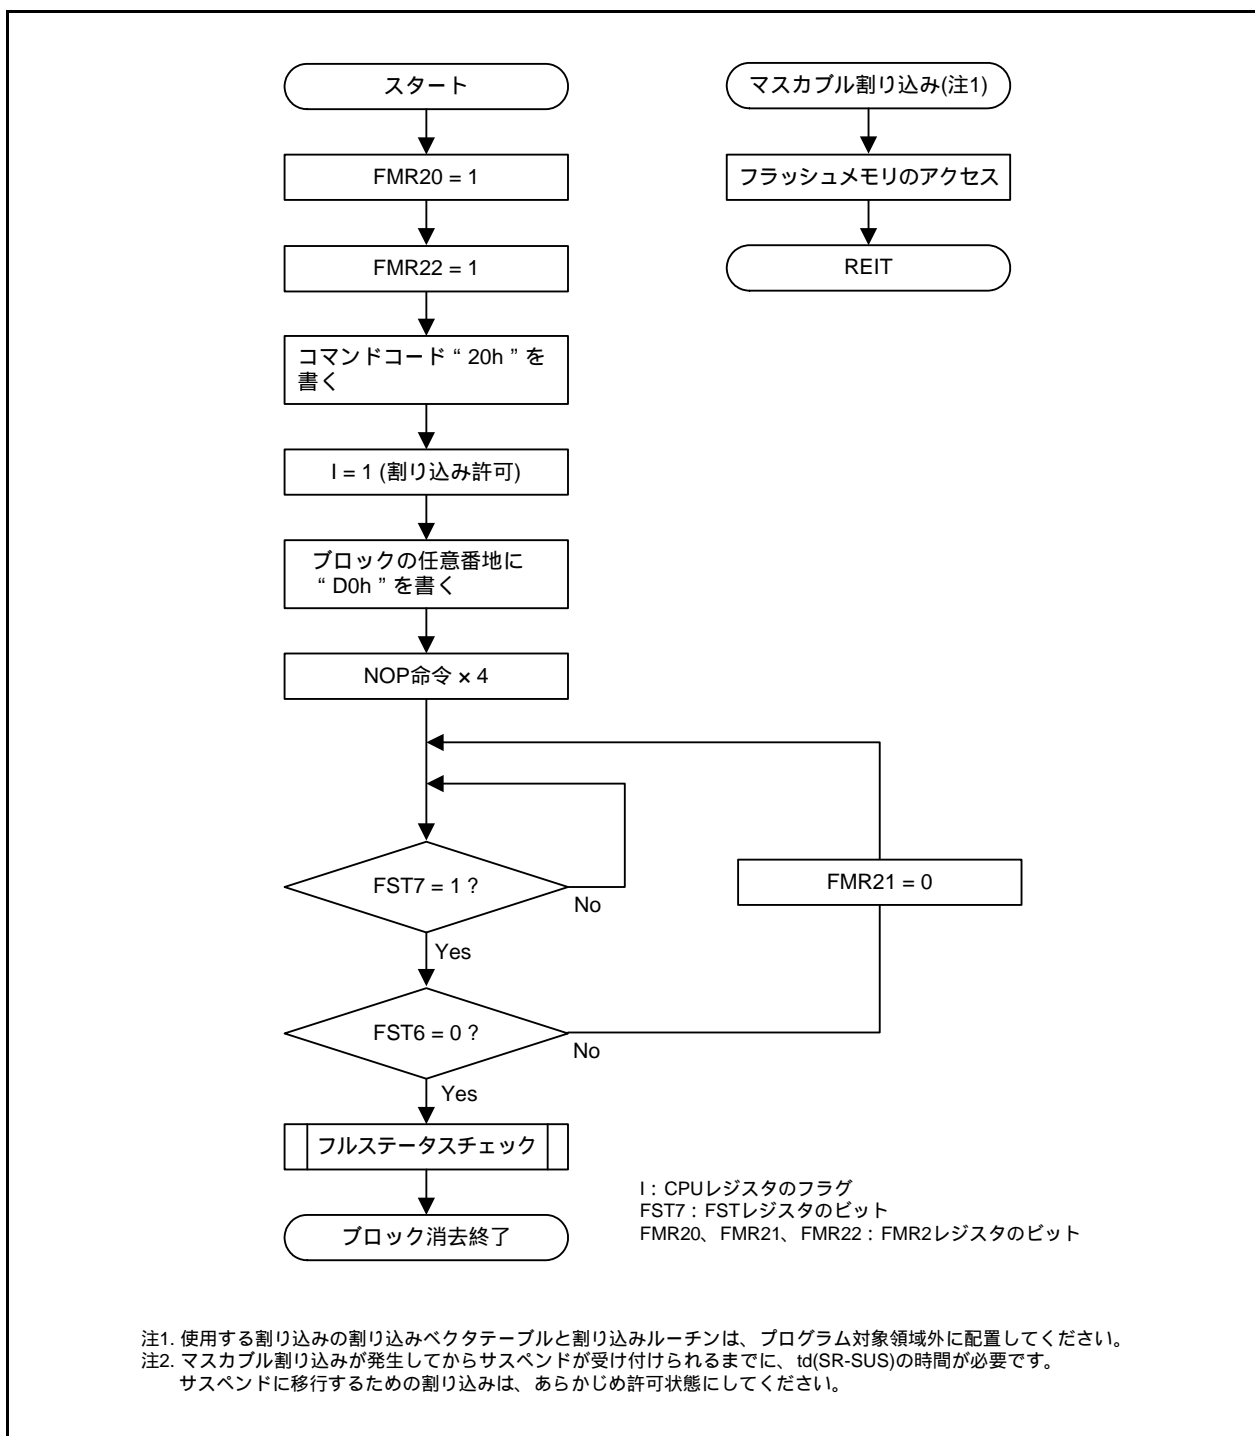 スタート
FMR20 = 1
FMR22 = 1
コマンドコード“ 20h ”を
書く
I = 1 (割り込み許可)
ブロックの任意番地に
“ D0h ”を書く
NOP命令 × 4
FST7 = 1 ?
No
Yes
FST6 = 0 ?
No
Yes
フルステータスチェック
ブロック消去終了
マスカブル割り込み(注1)
フラッシュメモリのアクセス
REIT
FMR21 = 0
I : CPUレジスタのフラグ
FST7 : FSTレジスタのビット
FMR20、FMR21、FMR22 : FMR2レジスタのビット
注1. 使用する割り込みの割り込みベクタテーブルと割り込みルーチンは、プログラム対象領域外に配置してください。
注2. マスカブル割り込みが発生してからサスペンドが受け付けられるまでに、td(SR-SUS)の時間が必要です。
サスペンドに移行するための割り込みは、あらかじめ許可状態にしてください。